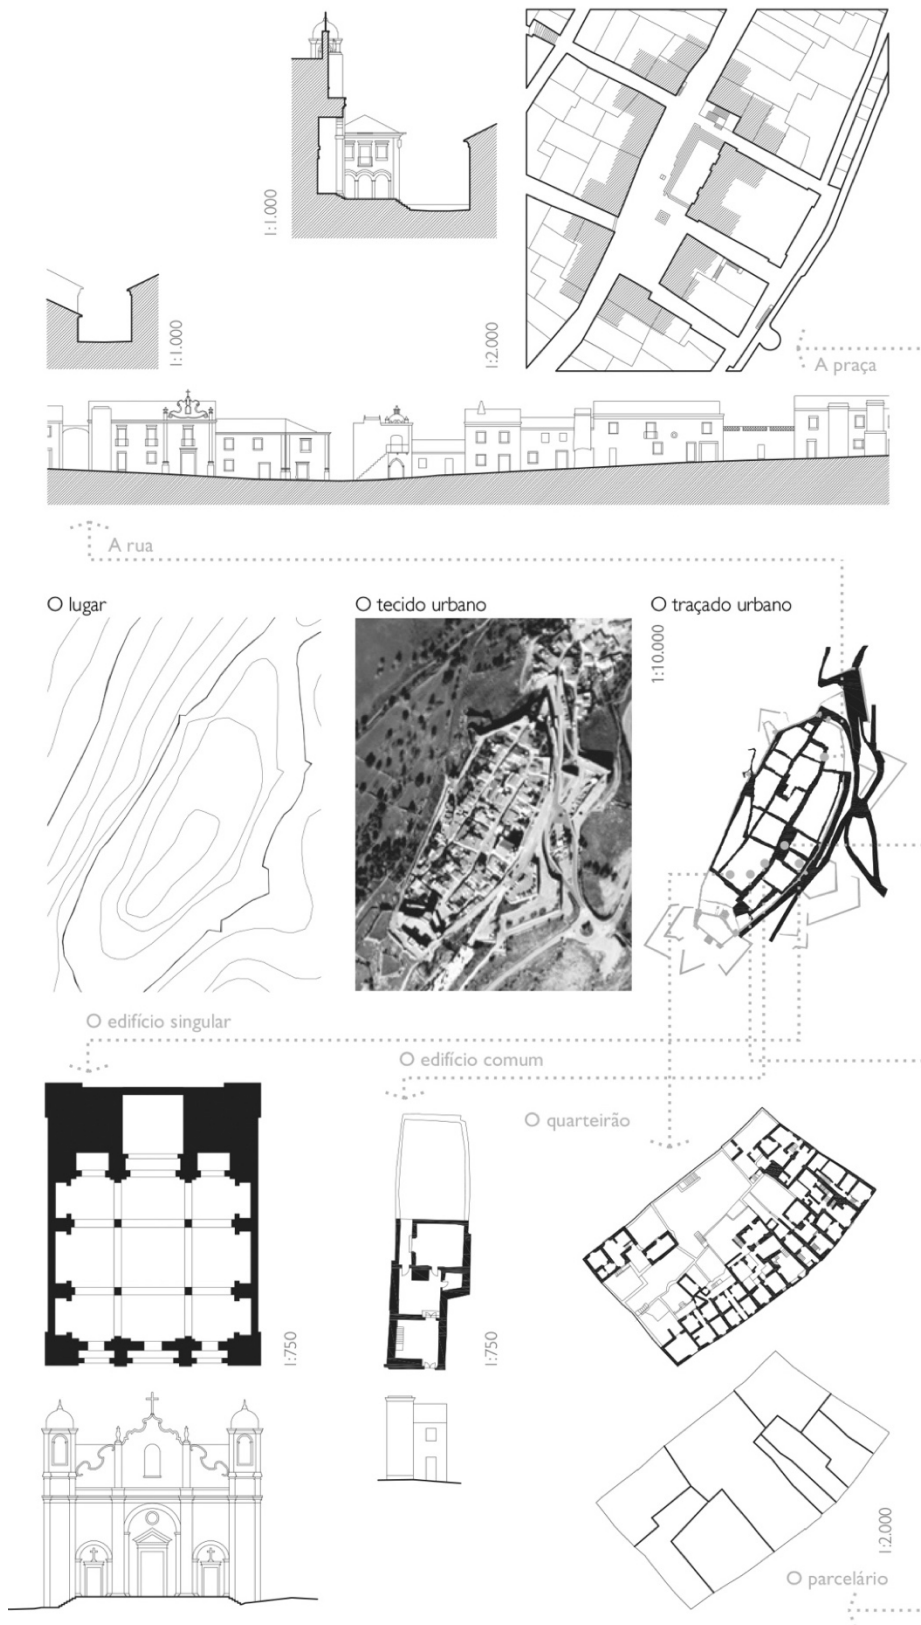 1:1.000
1:1.000
1:2.000
A praça
A rua
O lugar
O tecido urbano
O traçado urbano
1:10.000
O edifício singular
O edifício comum
O quarteirão
1:750
1:750
1:2.000
O parcelário